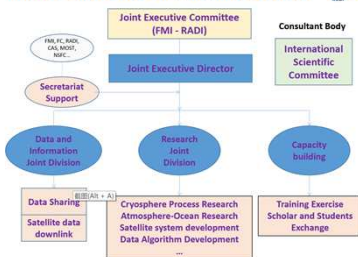 Joint Executive Committee
(FMI - RADI)
Consultant Body
FMI, FC, RADI,
CAS, MOST,
NSFC...
Joint Executive Director
International
Scientific
Committee
Secretariat
Support
Data and
Information
Joint Division
Research
Joint
Division
Capacity
building
截图(Alt + A)
Data Sharing
Satellite data
downlink
Cryosphere Process Research
Atmosphere-Ocean Research
Satellite system development
Data Algorithm Development
...
Training Exercise
Scholar and Students
Exchange